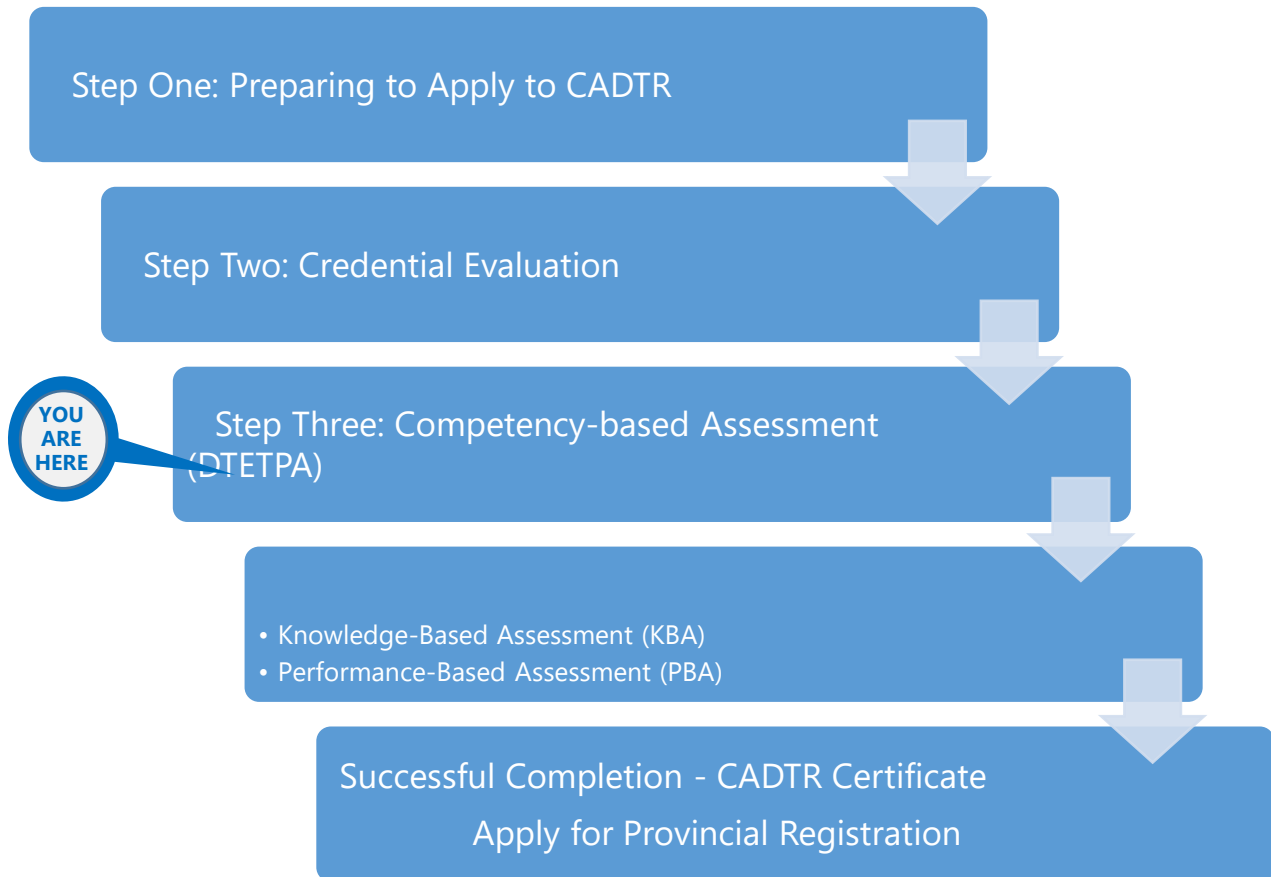 Step One: Preparing to Apply to CADTR
Step Two: Credential Evaluation
YOU
ARE
HERE
Step Three: Competency-based Assessment
(DTETPA)
• Knowledge-Based Assessment (KBA)
• Performance-Based Assessment (PBA)
Successful Completion - CADTR Certificate
Apply for Provincial Registration